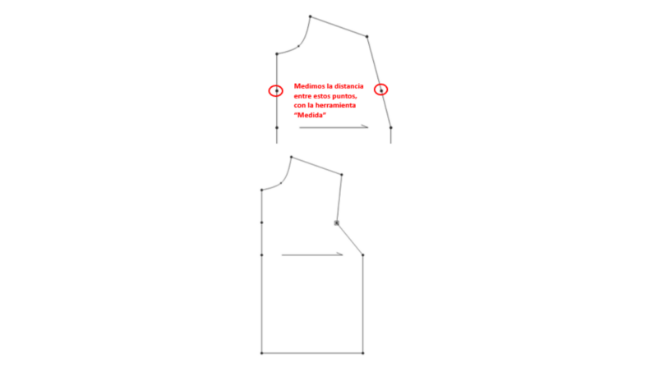 Medimos la distancia
entre estos puntos,
con la herramienta
“Medida”